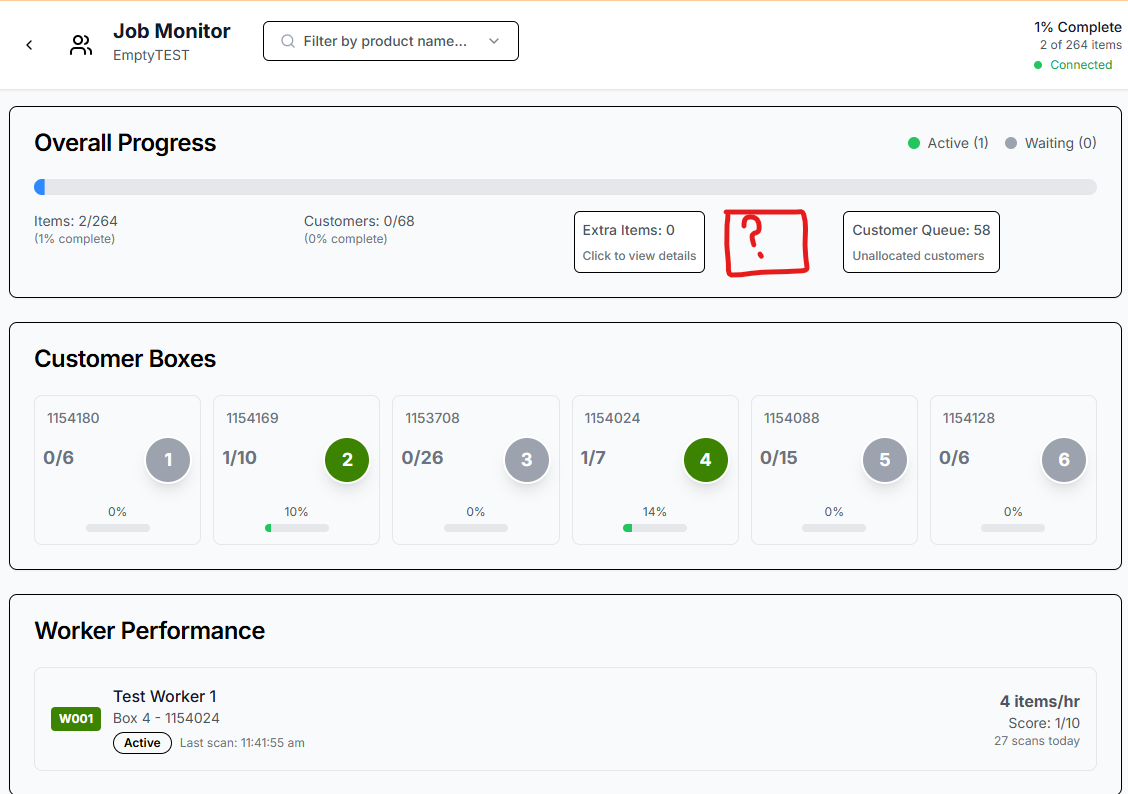 Job Monitor
EmptyTEST
Filter by product name...
1% Complete
2 of 264 items
Connected
Overall Progress
Active (1)
Waiting (0)
Items: 2/264
(1% complete)
Customers: 0/68
(0% complete)
Extra Items: 0
Click to view details
?
Customer Queue: 58
Unallocated customers
Customer Boxes
1154180
0/6
1
0%
1154169
1/10
2
10%
1153708
0/26
3
0%
1154024
1/7
4
14%
1154088
0/15
5
0%
1154128
0/6
6
0%
Worker Performance
W001
Test Worker 1
Box 4 - 1154024
Active
Last scan: 11:41:55 am
4 items/hr
Score: 1/10
27 scans today